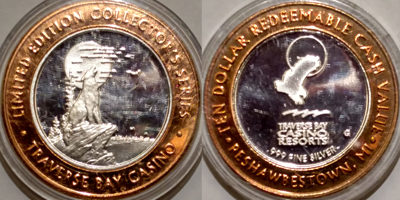 LIMITED EDITION COLLECTOR'S SERIES
• TRAVERSE BAY CASINO •
TEN DOLLAR REDEEMABLE CASH VALUE
TRAVERSE BAY
CASINO
RESORTS
G
.999 FINE SILVER
• PESHAWBESTOWN, MI •